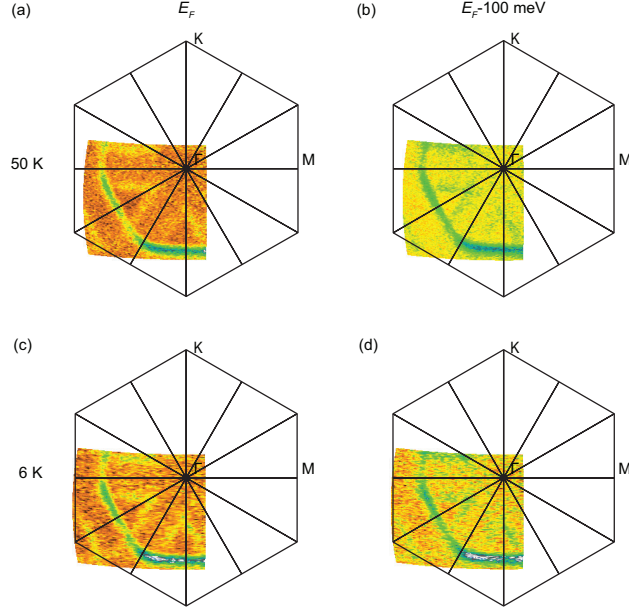 (a) E_F (b) E_F-100 meV
K K
50 K Γ M Γ M
(c) (d)
K K
6 K Γ M Γ M